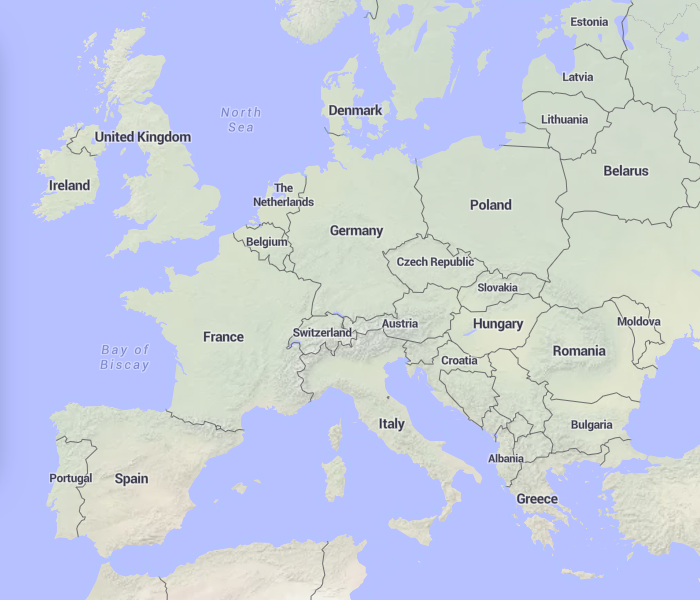 Estonia
Latvia
Denmark
North
Sea
Lithuania
United Kingdom
Belarus
Ireland
The
Netherlands
Poland
Germany
Belgium
Czech Republic
Slovakia
Moldova
Austria
Hungary
Switzerland
France
Bay of
Biscay
Romania
Croatia
Italy
Bulgaria
Albania
Portugal
Spain
Greece